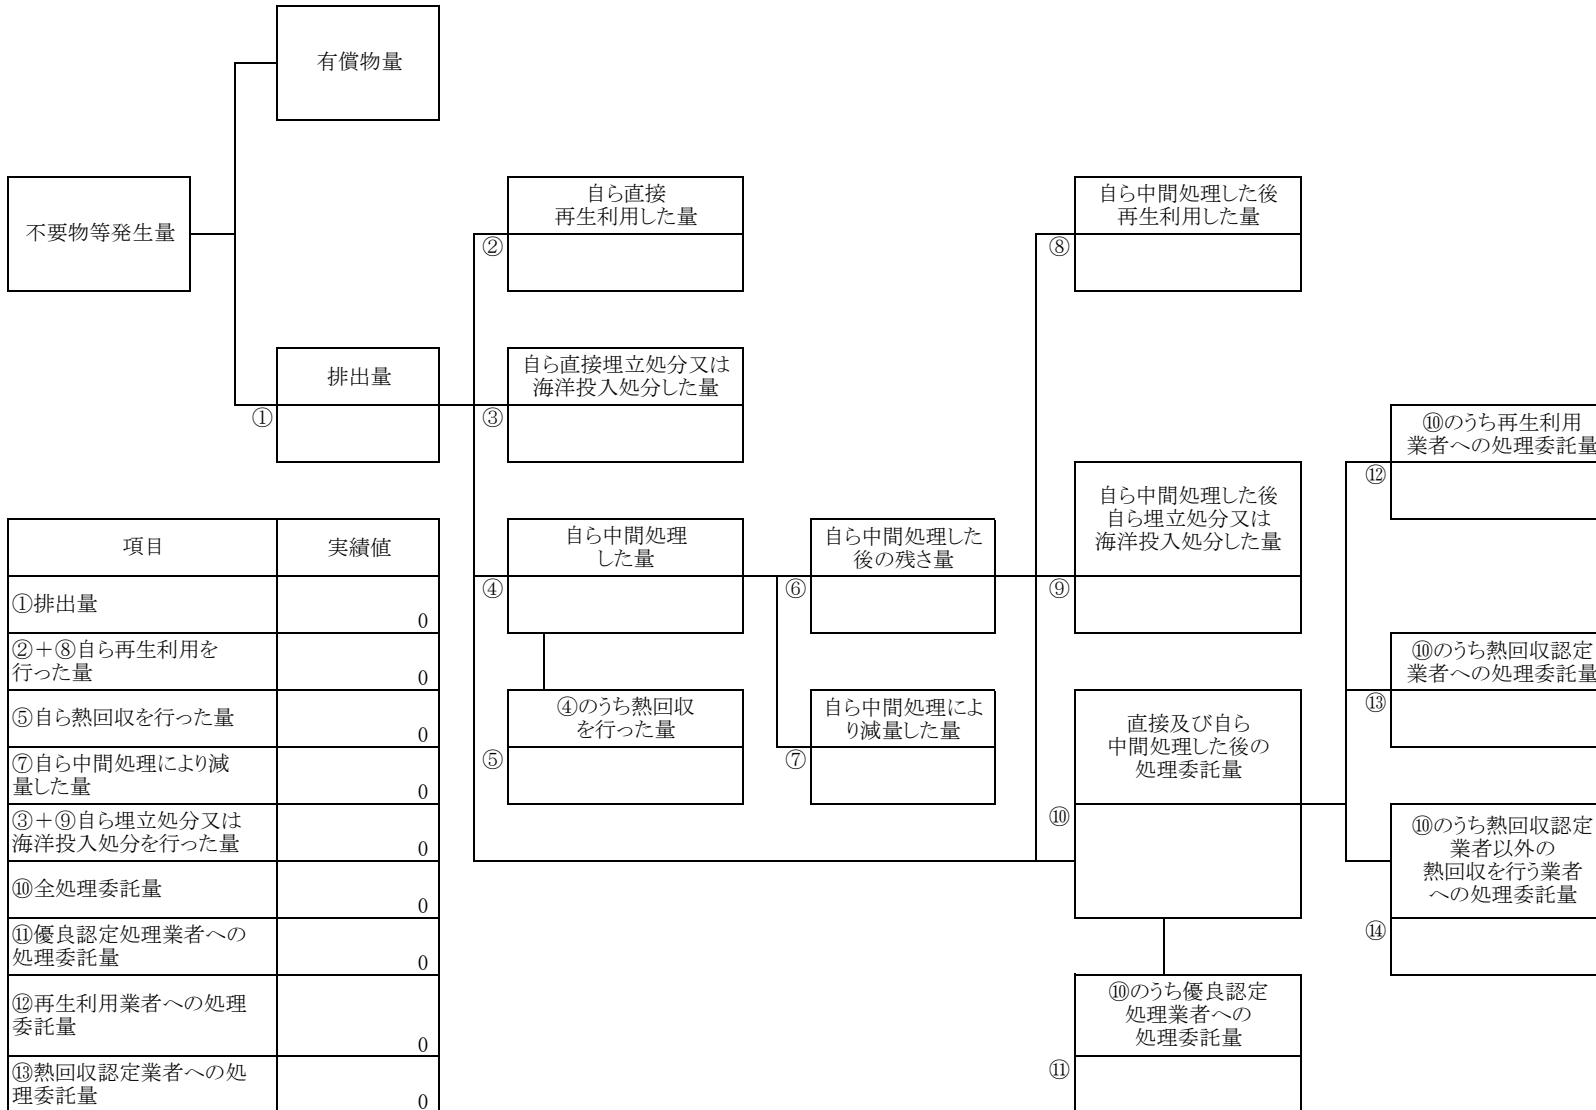 有償物量
不要物等発生量
自ら直接
再生利用した量
②
自ら中間処理した後
再生利用した量
⑧
排出量
①
自ら直接埋立処分又は
海洋投入処分した量
③
⑩のうち再生利用
業者への処理委託量
⑫
自ら中間処理した後
自ら埋立処分又は
海洋投入処分した量
⑨
自ら中間処理
した量
④
自ら中間処理した
後の残さ量
⑥
④のうち熱回収
を行った量
⑤
自ら中間処理によ
り減量した量
⑦
直接及び自ら
中間処理した後の
処理委託量
⑩
⑩のうち熱回収認定
業者への処理委託量
⑬
⑩のうち熱回収認定
業者以外の
熱回収を行う業者
への処理委託量
⑭
⑩のうち優良認定
処理業者への
処理委託量
⑪
項目 実績値
①排出量
0
②＋⑧自ら再生利用を
行った量 0
⑤自ら熱回収を行った量
0
⑦自ら中間処理により減
量した量 0
③＋⑨自ら埋立処分又は
海洋投入処分を行った量 0
⑩全処理委託量
0
⑪優良認定処理業者への
処理委託量 0
⑫再生利用業者への処理
委託量
0
⑬熱回収認定業者への処
理委託量 0